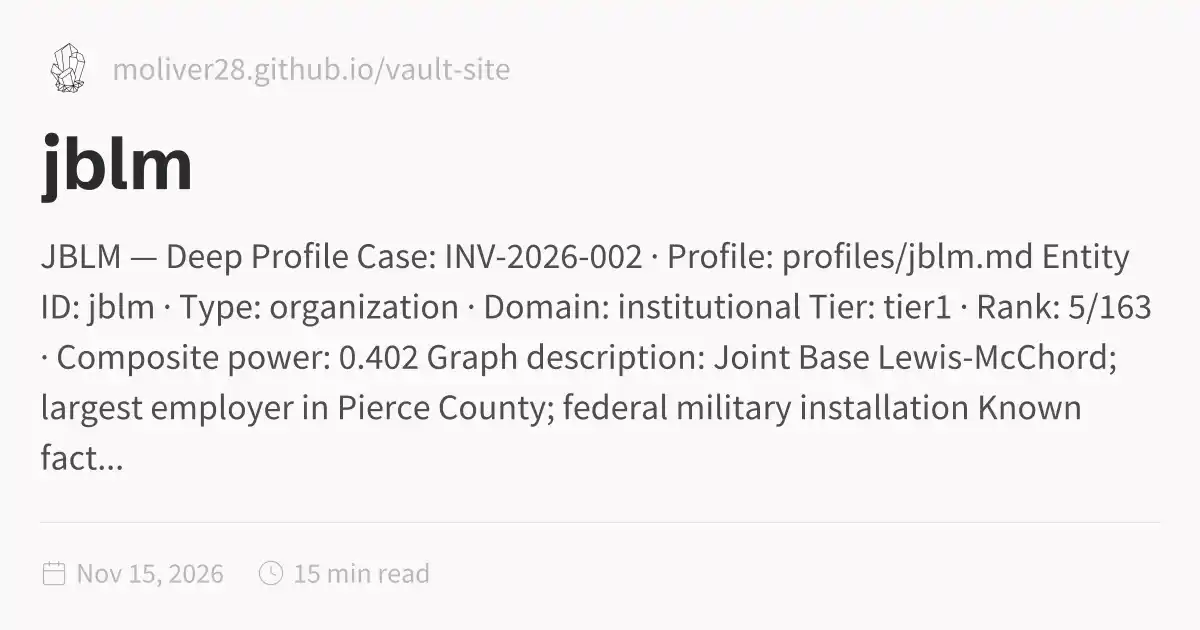 moliver28.github.io/vault-site
jblm
JBLM — Deep Profile Case: INV-2026-002 · Profile: profiles/jblm.md Entity
ID: jblm · Type: organization · Domain: institutional Tier: tier1 · Rank: 5/163
· Composite power: 0.402 Graph description: Joint Base Lewis-McChord;
largest employer in Pierce County; federal military installation Known
fact...
Nov 15, 2026 15 min read